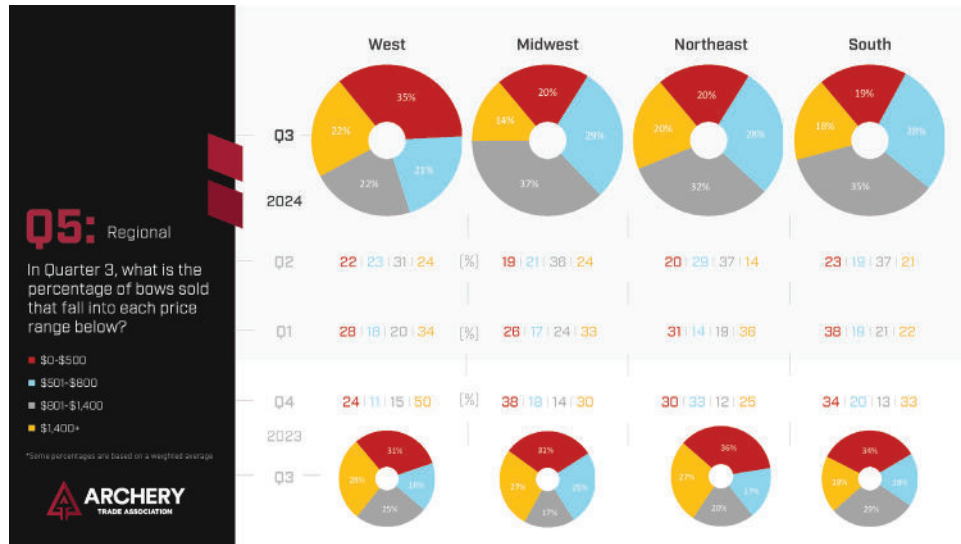 West Midwest Northeast South
Q3
35%
21%
22%
22%
20%
29%
37%
14%
20%
28%
32%
20%
19%
28%
35%
18%
2024
Q5: Regional
In Quarter 3, what is the
percentage of bows sold
that fall into each price
range below?
$0-$500
$501-$800
$801-$1,400
$1,400+
*Some percentages are based on a weighted average
ARCHERY
TRADE ASSOCIATION
Q2 22 | 23 | 31 | 24 (%) 19 | 21 | 36 | 24 20 | 29 | 37 | 14 23 | 19 | 37 | 21
Q1 28 | 18 | 20 | 34 (%) 26 | 17 | 24 | 33 31 | 14 | 19 | 36 38 | 19 | 21 | 22
Q4 24 | 11 | 15 | 50 (%) 38 | 18 | 14 | 30 30 | 33 | 12 | 25 34 | 20 | 13 | 33
2023
Q3
31%
25%
31%
25%
17%
27%
36%
17%
20%
27%
34%
29%